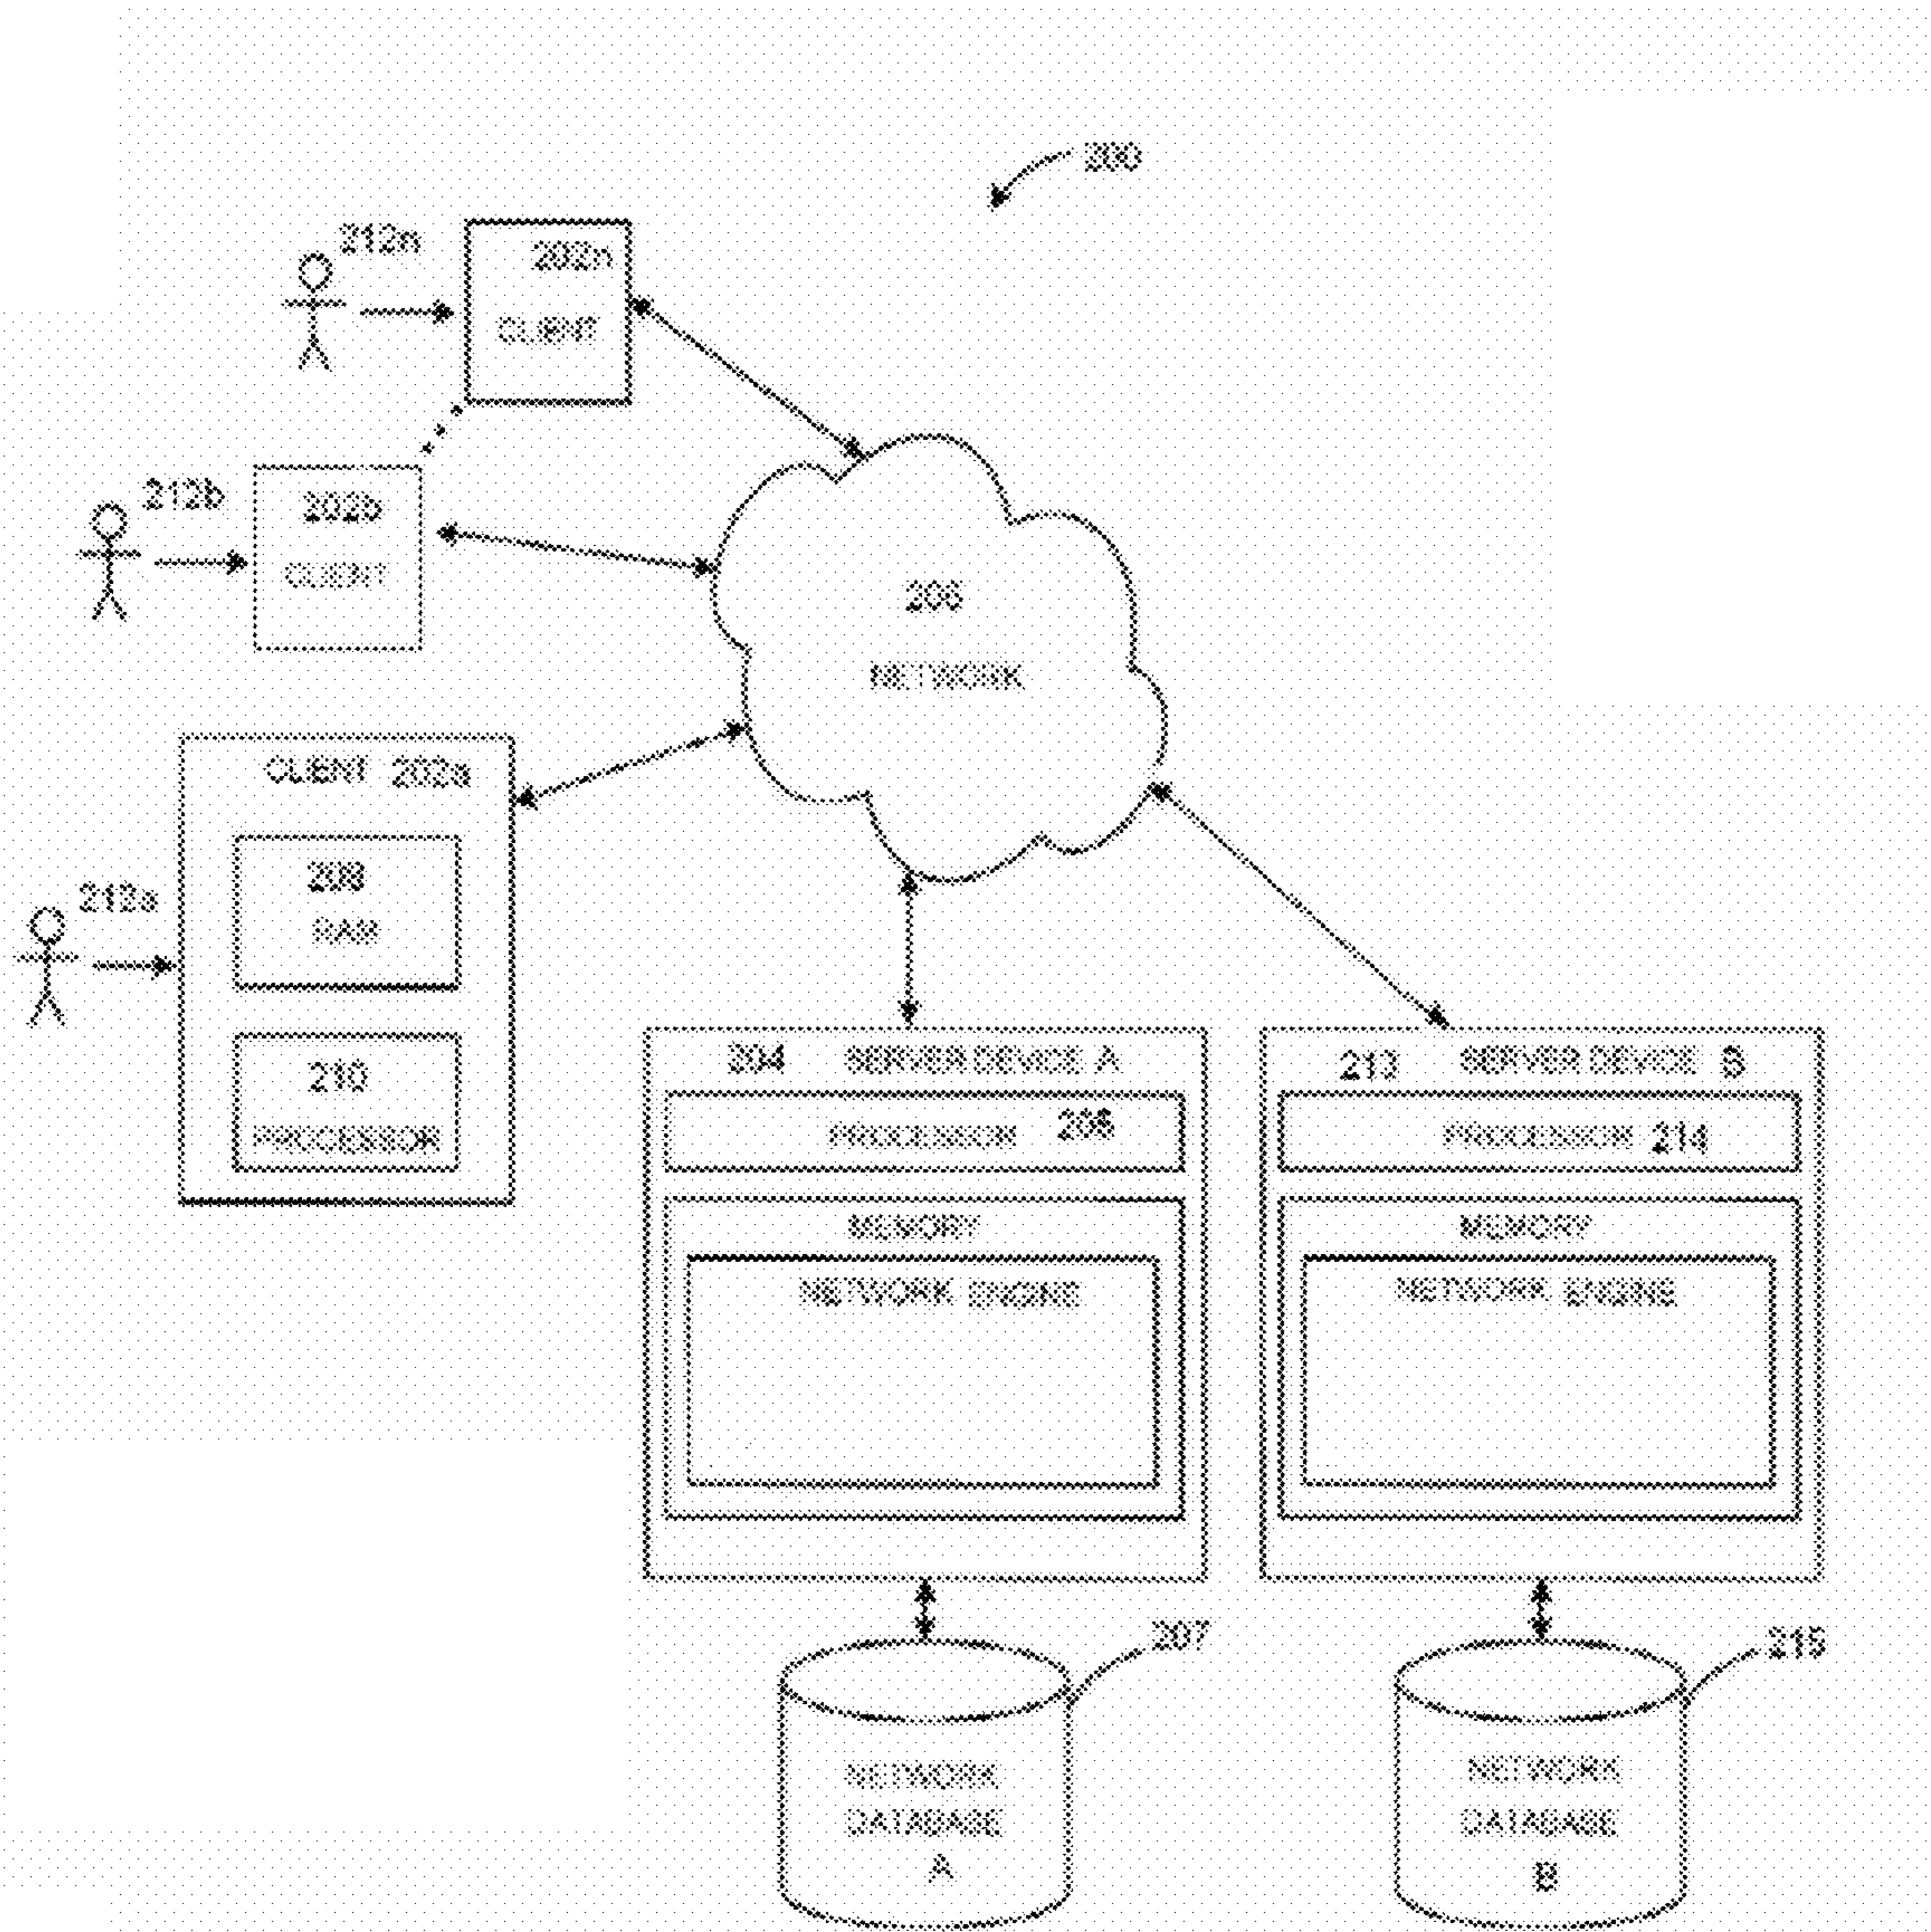 200
212n
202n
CLIENT
212b
202b
CLIENT
206
NETWORK
CLIENT 202a
208
RAM
212a
210
PROCESSOR
204 SERVER DEVICE A
PROCESSOR 205
MEMORY
NETWORK ENGINE
213 SERVER DEVICE B
PROCESSOR 214
MEMORY
NETWORK ENGINE
207
NETWORK
DATABASE
A
215
NETWORK
DATABASE
B